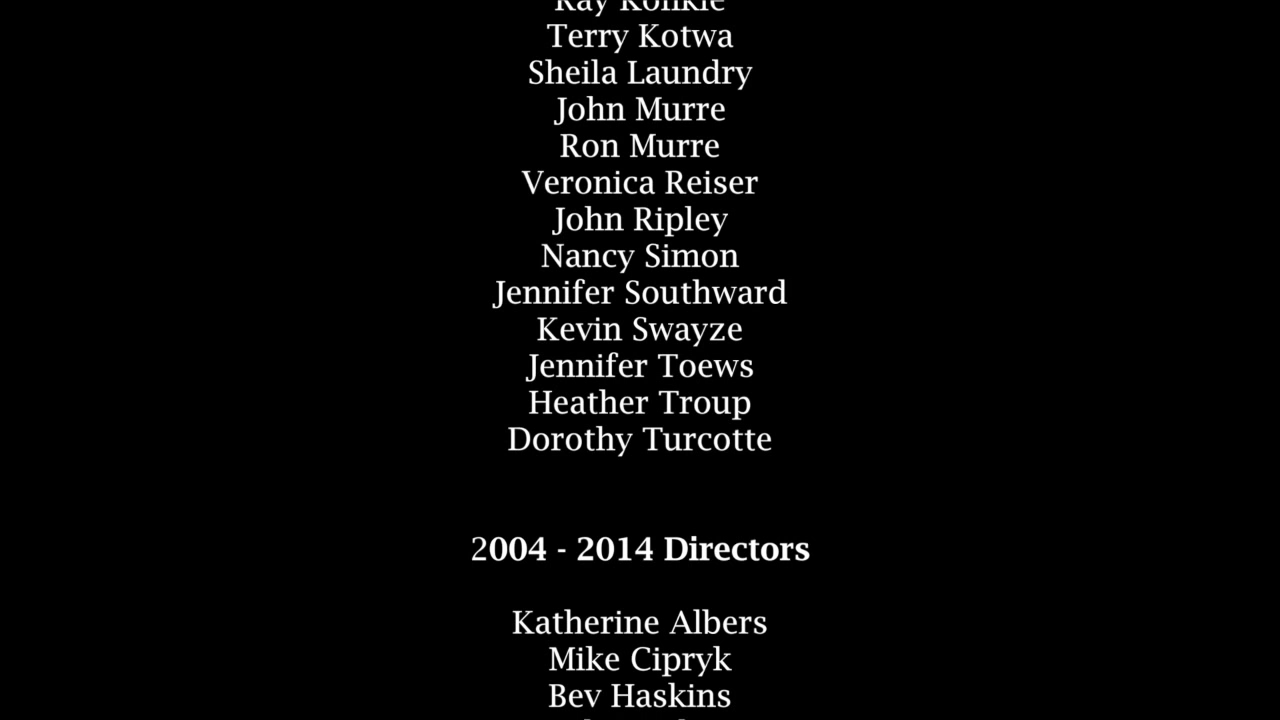 Ray Konkle
Terry Kotwa
Sheila Laundry
John Murre
Ron Murre
Veronica Reiser
John Ripley
Nancy Simon
Jennifer Southward
Kevin Swayze
Jennifer Toews
Heather Troup
Dorothy Turcotte
2004 - 2014 Directors
Katherine Albers
Mike Cipryk
Bev Haskins